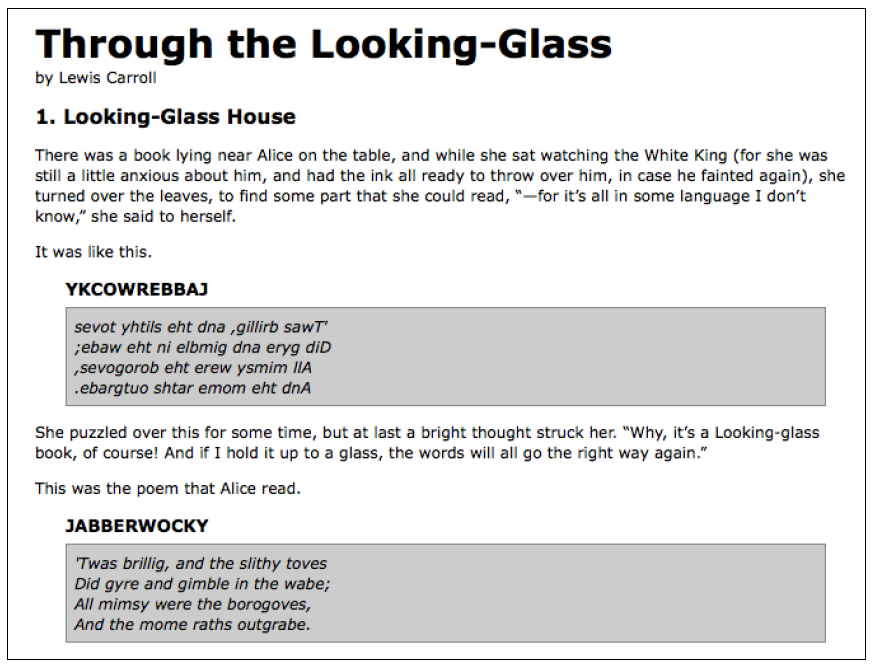 Through the Looking-Glass
by Lewis Carroll
1. Looking-Glass House
There was a book lying near Alice on the table, and while she sat watching the White King (for she was
still a little anxious about him, and had the ink all ready to throw over him, in case he fainted again), she
turned over the leaves, to find some part that she could read, “—for it’s all in some language I don’t
know,” she said to herself.
It was like this.
YKCOWREBBAJ
sevot yhtils eht dna ,gillirb sawT'
;ebaw eht ni elbmig dna eryg diD
,sevogorob eht erew ysmim llA
.ebargtuo shtar emom eht dnA
She puzzled over this for some time, but at last a bright thought struck her. “Why, it’s a Looking-glass
book, of course! And if I hold it up to a glass, the words will all go the right way again.”
This was the poem that Alice read.
JABBERWOCKY
'Twas brillig, and the slithy toves
Did gyre and gimble in the wabe;
All mimsy were the borogoves,
And the mome raths outgrabe.